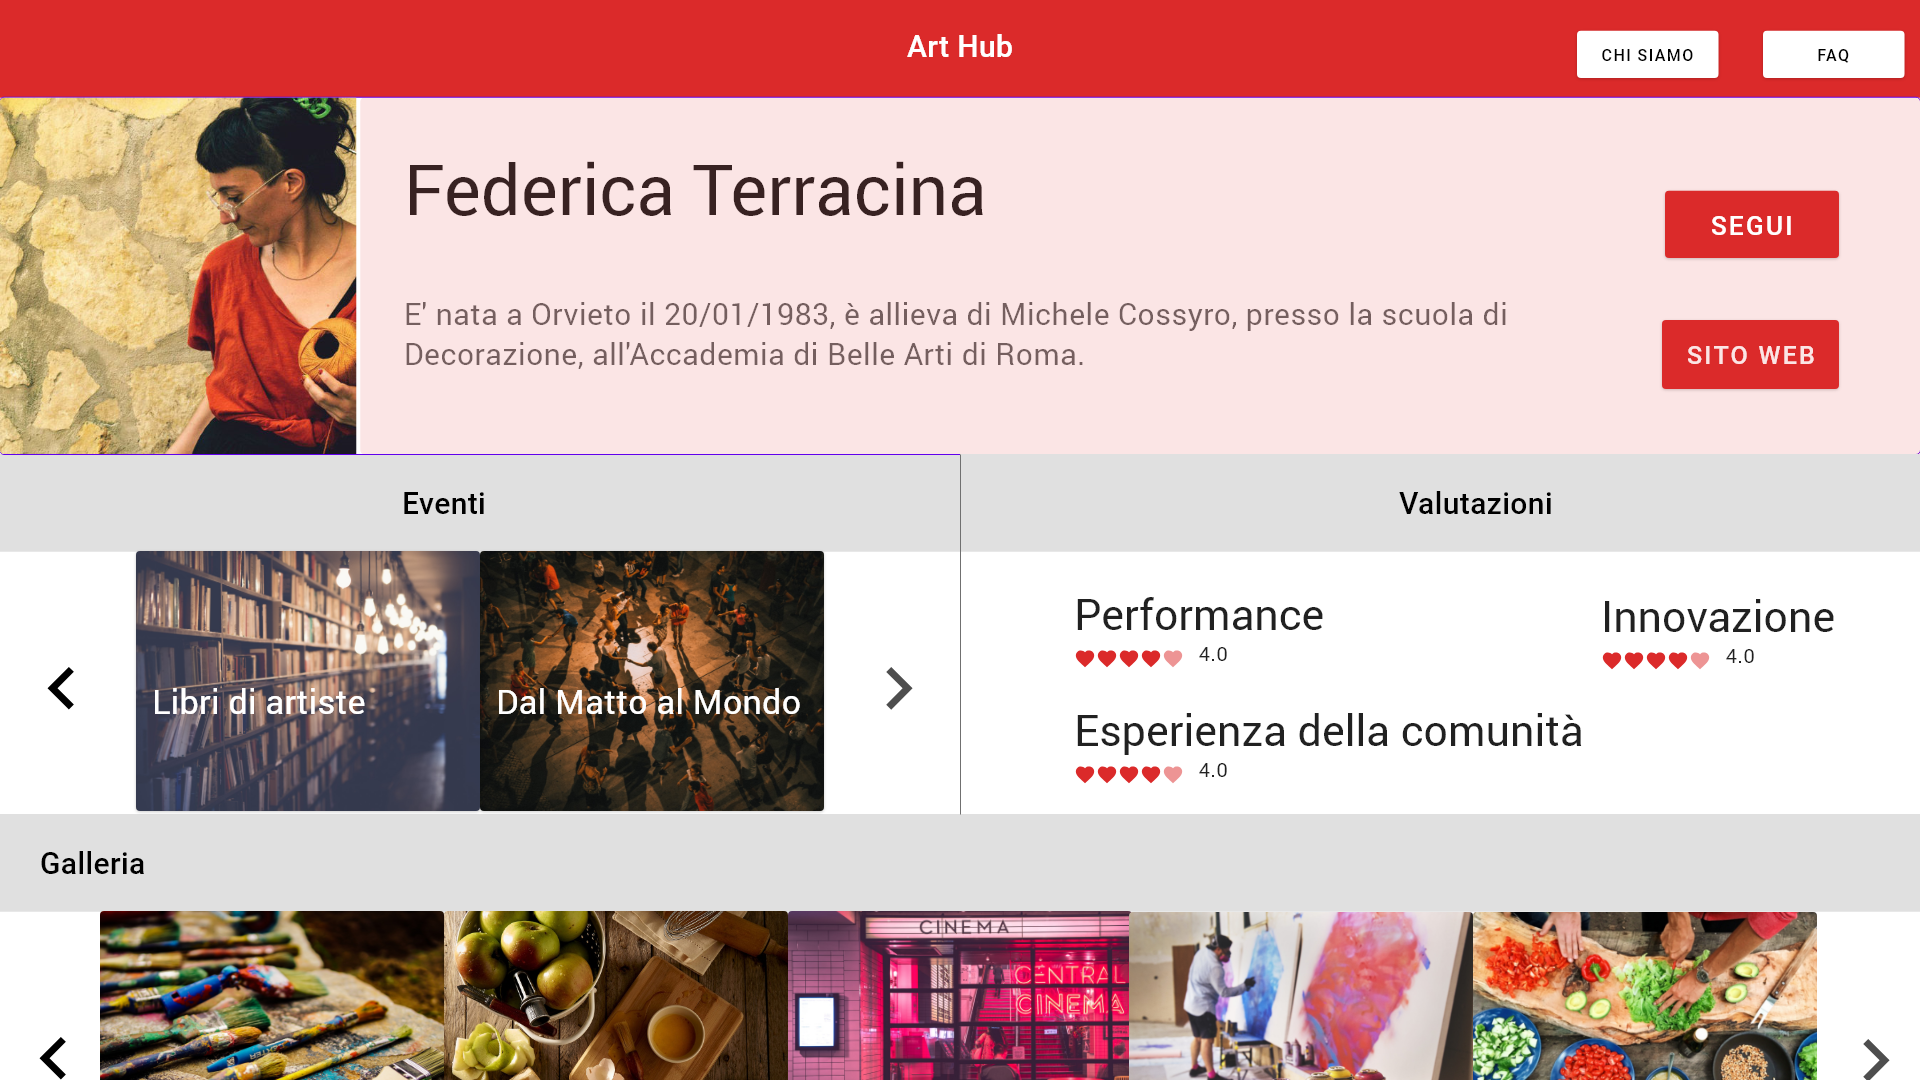 Art Hub
CHI SIAMO
FAQ
Federica Terracina
SEGUI
E' nata a Orvieto il 20/01/1983, è allieva di Michele Cossyro, presso la scuola di
Decorazione, all'Accademia di Belle Arti di Roma.
SITO WEB
Eventi
Valutazioni
Libri di artiste
Dal Matto al Mondo
Performance
4.0
Innovazione
4.0
Esperienza della comunità
4.0
Galleria
CINEMA
CENTRAL
CINEMA